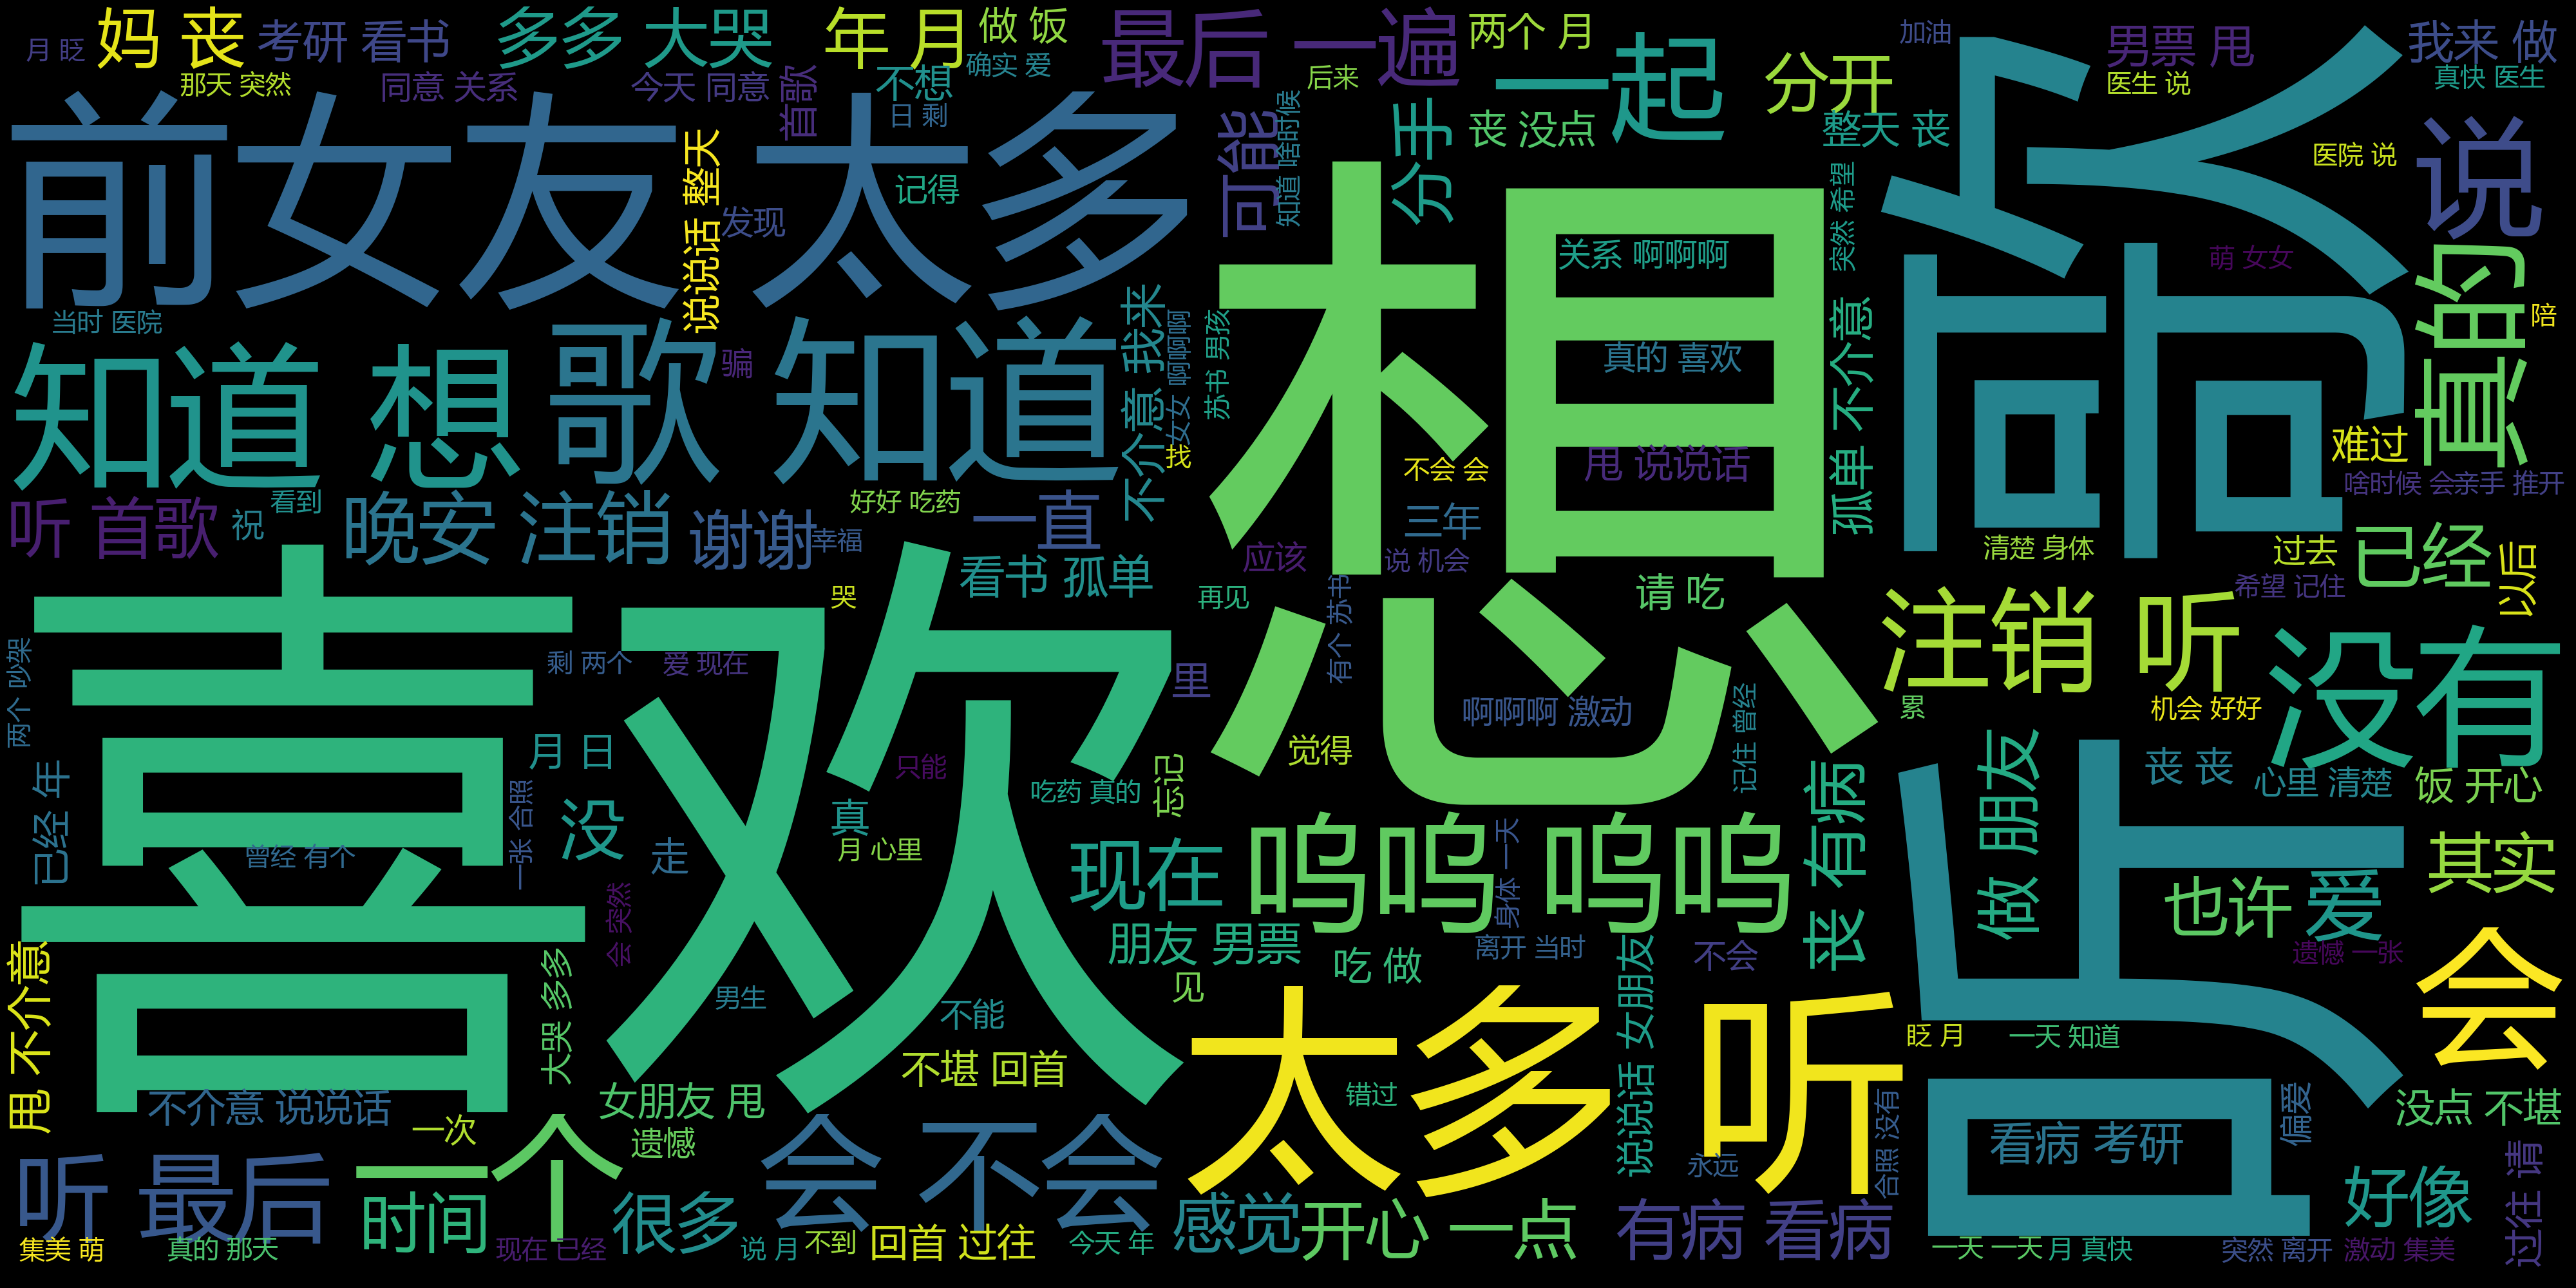 月 眨
妈 丧
考研 看书
多多 大哭
年 月
做 饭
确实 爱
最后 一遍
两个 月
一起
分开
加油
男票 甩
我来 做
那天 突然
同意 关系
今天 同意
首歌
不想
日 剩
后来
医生 说
真快 医生
前女友 太多
说说话 整天
发现
记得
可能
知道 啥时候
分手
丧 没点
整天 丧
突然 希望
医院 说
说
当时 医院
知道 想
歌 知道
骗
不介意 我来
女女 啊啊啊
苏书 男孩
找
想
关系 啊啊啊
真的 喜欢
甩 说说话
不会 会
三年
孤单 不介意
哥哥
萌 女女
真的
陪
难过
啥时候 会亲手 推开
听 首歌
祝
看到
晚安 注销
谢谢
幸福
好好 吃药
一直
看书 孤单
应该
说 机会
再见
有个 苏书
请 吃
清楚 身体
过去
希望 记住
已经
以后
喜欢
哭
剩 两个
爱 现在
两个 吵架
已经 年
月 日
一张 合照
没
走
真
月 心里
只能
吃药 真的
忘记
里
啊啊啊 激动
觉得
记住 曾经
注销 听
累
机会 好好
没有
丧 丧
心里 清楚
饭 开心
曾经 有个
会 突然
大哭 多多
男生
不能
不堪 回首
现在
朋友 男票
见
呜呜 呜呜
身体 一天
吃 做
离开 当时
不会
丧 有病
做 朋友
也许
爱
其实
遗憾 一张
会
甩 不介意
不介意 说说话
一次
女朋友 甩
遗憾
太多 听
错过
说说话 女朋友
永远
合照 没有
眨 月
一天 知道
看病 考研
偏爱
没点 不堪
听 最后
一个
时间
很多
会 不会
感觉
开心 一点
有病 看病
好像
过往 请
集美 萌
真的 那天
现在 已经
说 月
不到
回首 过往
今天 年
一天 一天
月 真快
突然 离开
激动 集美